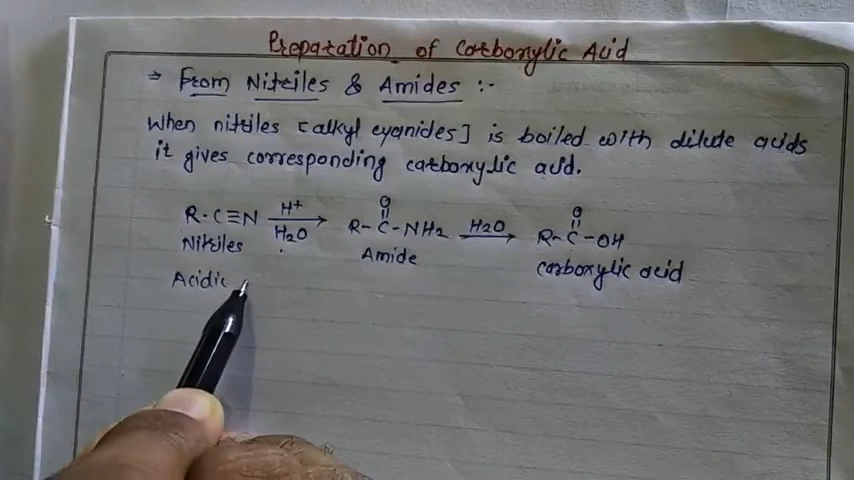 Preparation of Carboxylic Acid
⇒ From Nitriles & Amides :-
When nitriles [alkyl cyanides] is boiled with dilute acids
it gives corresponding carboxylic acid.
R-C≡N H+ H2O → R-C(=O)-NH2 H2O → R-C(=O)-OH
Nitriles Amide Carboxylic acid
Acidic